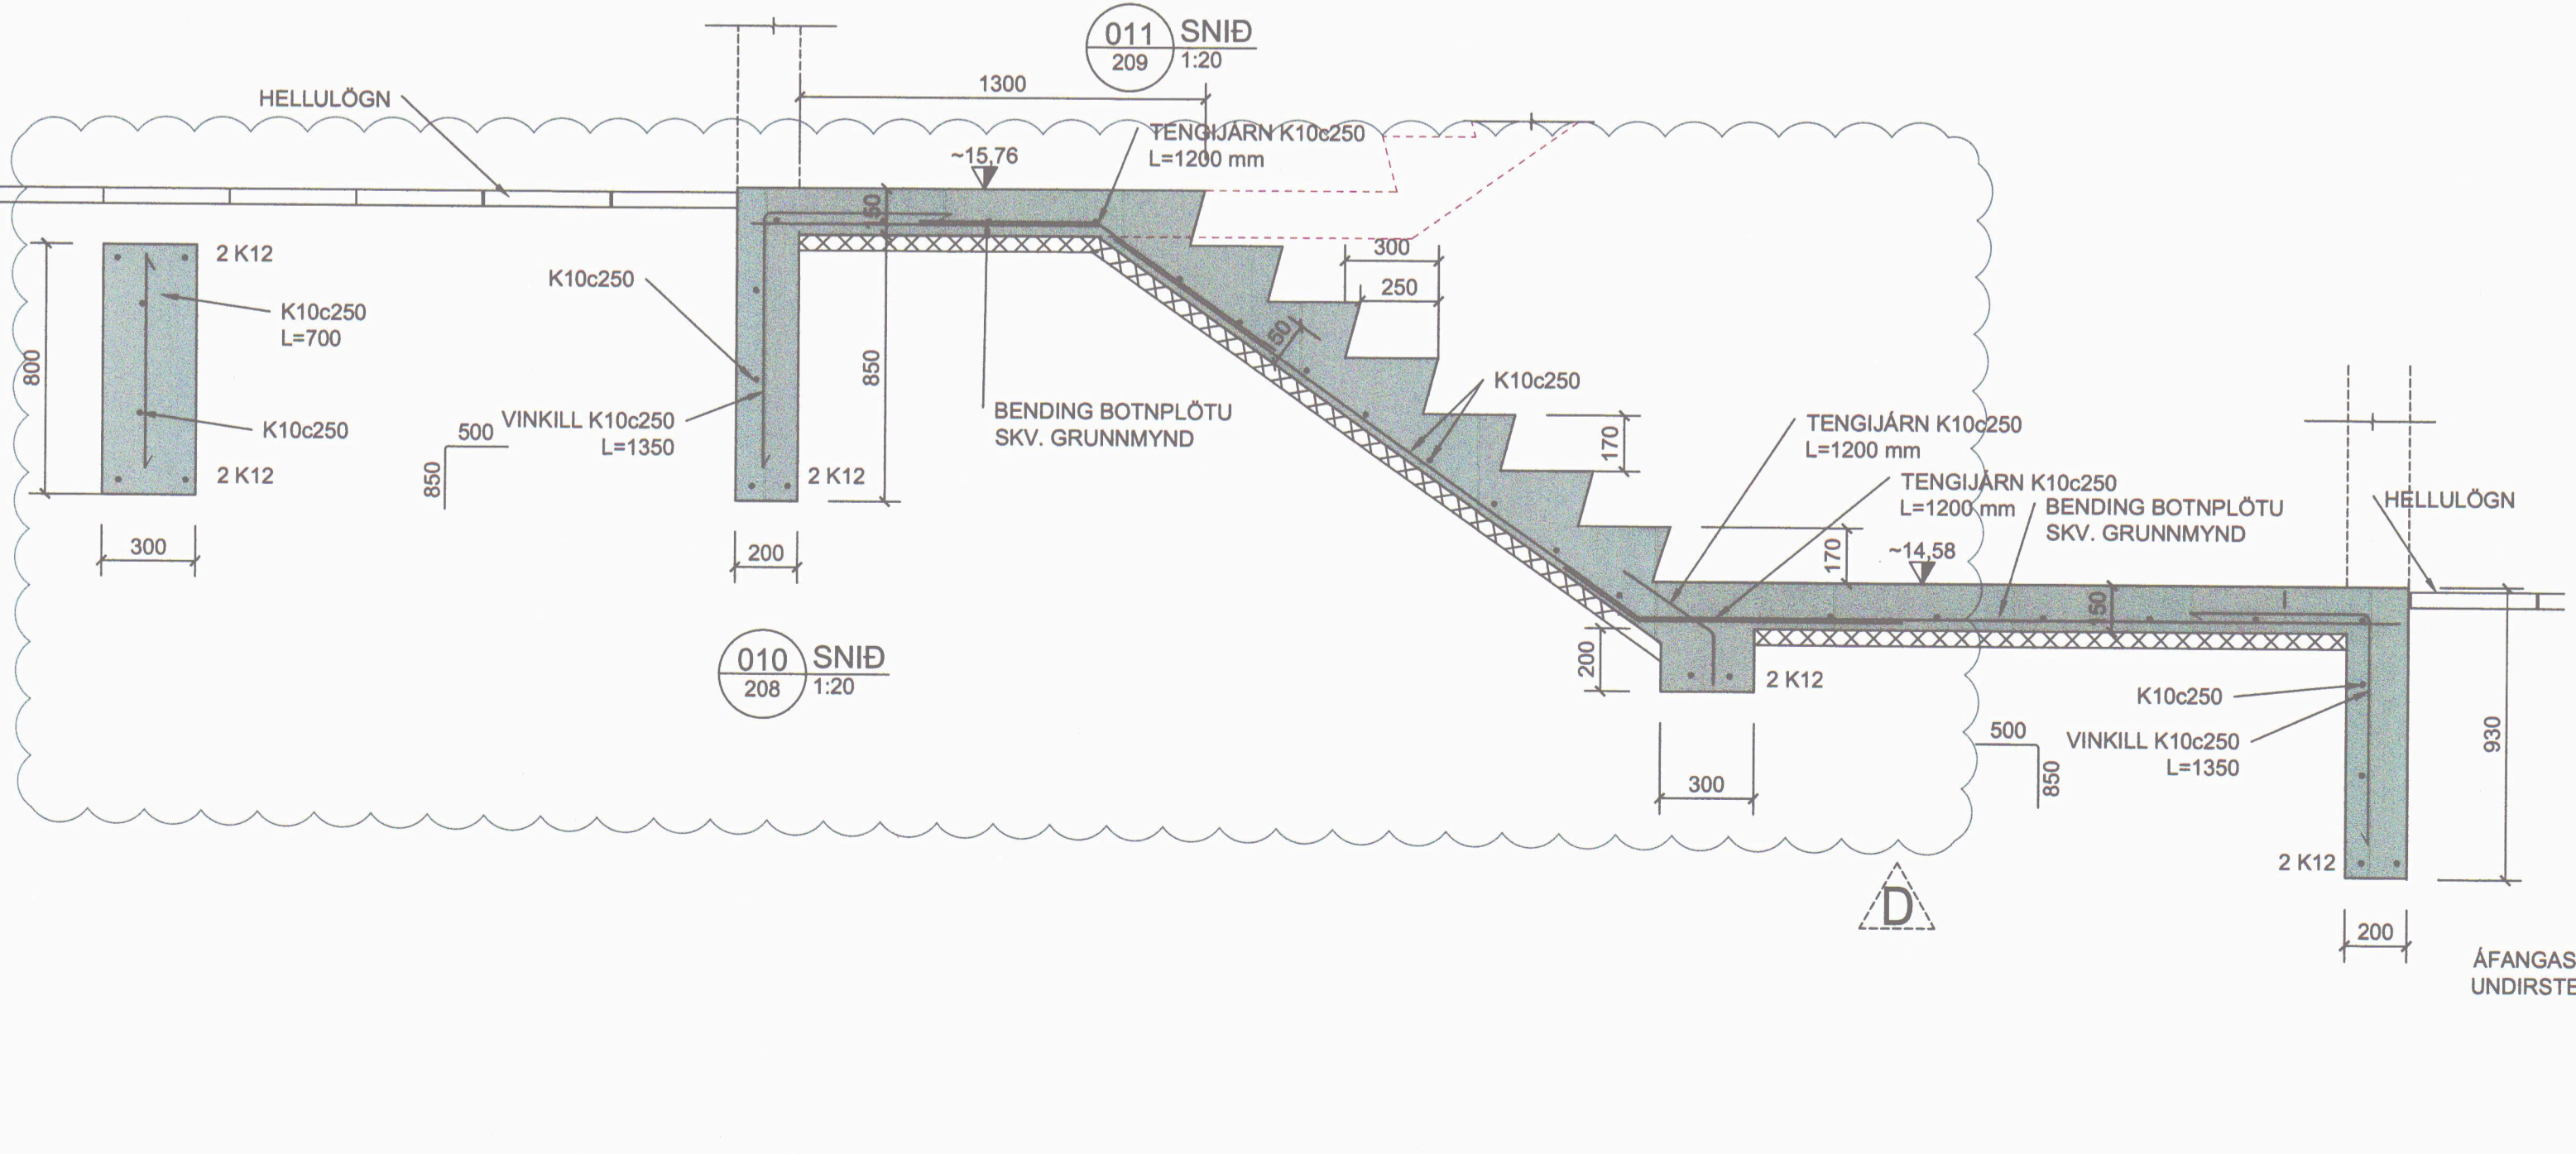 011 SNIÐ
209 1:20
1300
HELLULÖGN
TENGIJÁRN K10c250
L=1200 mm
~15,76
150
2 K12
K10c250
L=700
800
K10c250
2 K12
300
K10c250
850
VINKILL K10c250
L=1350
500
850
2 K12
200
BENDING BOTNPLÖTU
SKV. GRUNNMYND
300
250
150
K10c250
170
TENGIJÁRN K10c250
L=1200 mm
TENGIJÁRN K10c250
L=1200 mm
BENDING BOTNPLÖTU
SKV. GRUNNMYND
HELLULÖGN
170
~14,58
150
010 SNIÐ
208 1:20
200
2 K12
300
K10c250
500
850
VINKILL K10c250
L=1350
930
2 K12
D
200
ÁFANGAS
UNDIRSTE